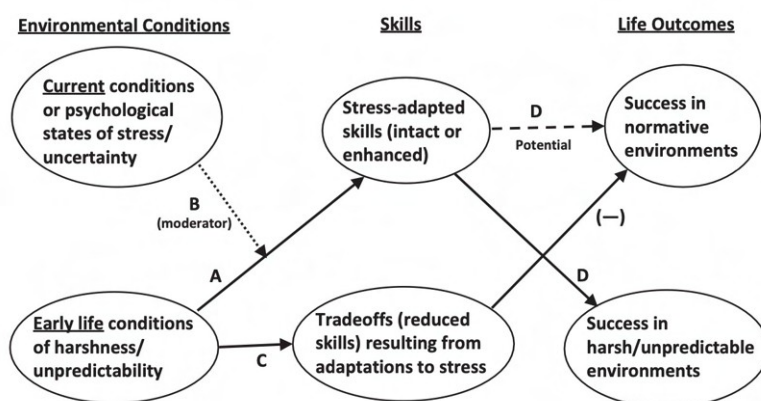 Environmental Conditions
Skills
Life Outcomes
Current conditions
or psychological
states of stress/
uncertainty
Stress-adapted
skills (intact or
enhanced)
D
Potential
Success in
normative
environments
B
(moderator)
(—)
A
D
Early life conditions
of harshness/
unpredictability
C
Tradeoffs (reduced
skills) resulting from
adaptations to stress
Success in
harsh/unpredictable
environments